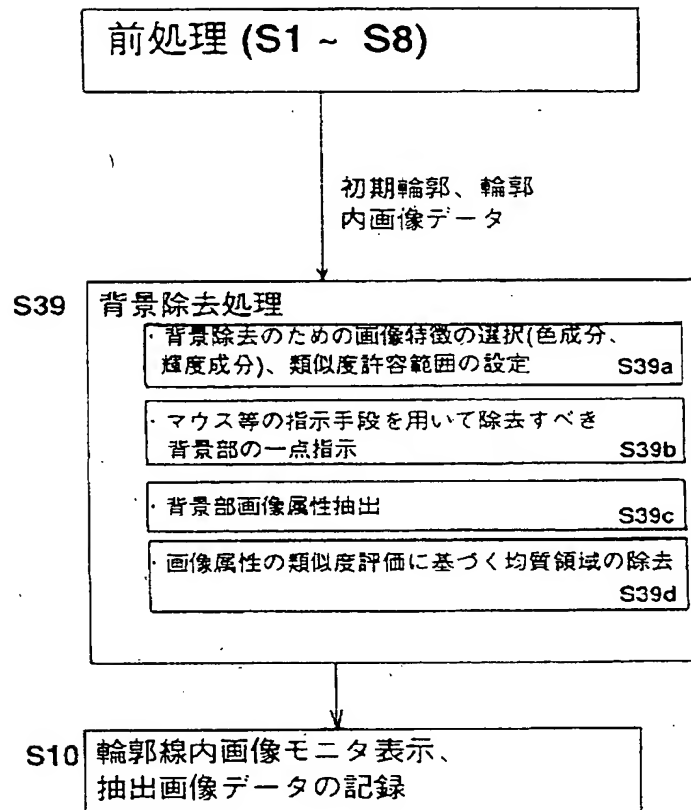 前処理 (S1 ~ S8)
初期輪郭、輪郭
内画像データ
S39 背景除去処理
・背景除去のための画像特徴の選択(色成分、
輝度成分)、類似度許容範囲の設定 S39a
・マウス等の指示手段を用いて除去すべき
背景部の一点指示 S39b
・背景部画像属性抽出 S39c
・画像属性の類似度評価に基づく均質領域の除去
S39d
S10 輪郭線内画像モニタ表示、
抽出画像データの記録